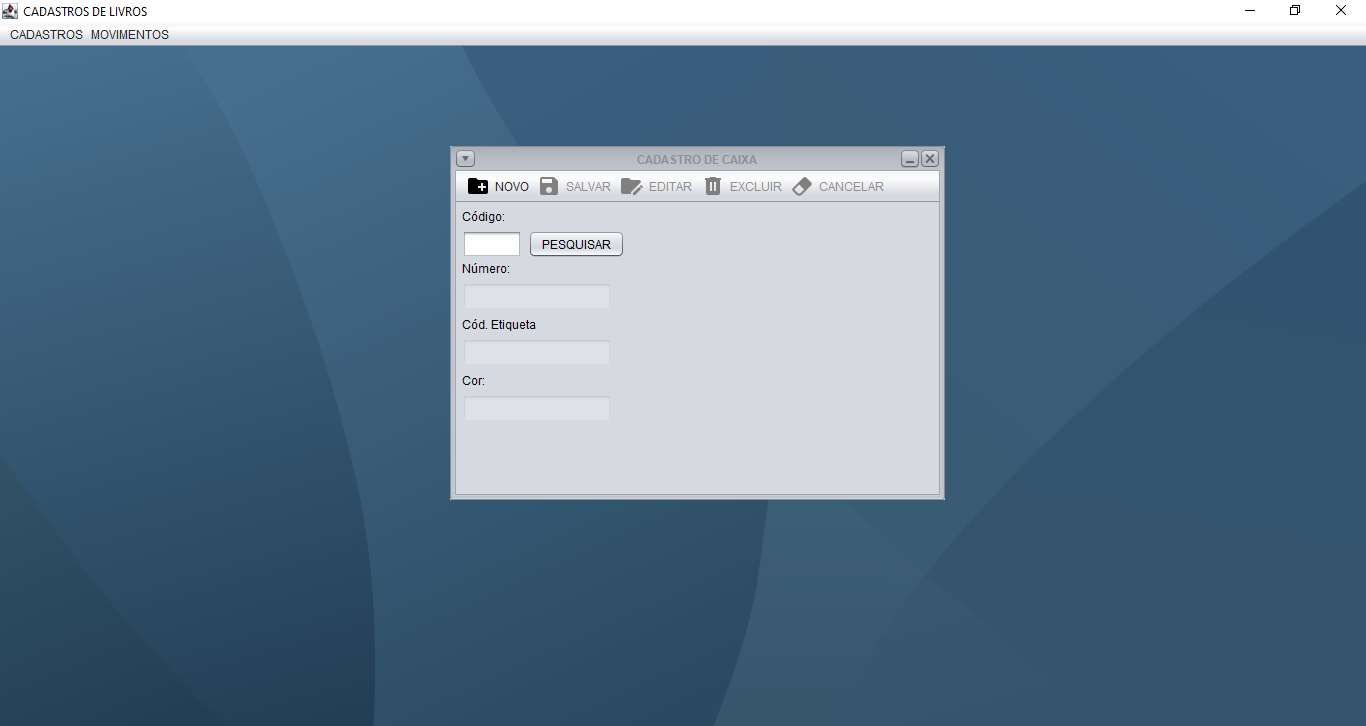 CADASTROS DE LIVROS
CADASTROS MOVIMENTOS
CADASTRO DE CAIXA
NOVO SALVAR EDITAR EXCLUIR CANCELAR
Código:
PESQUISAR
Número:
Cód. Etiqueta
Cor: